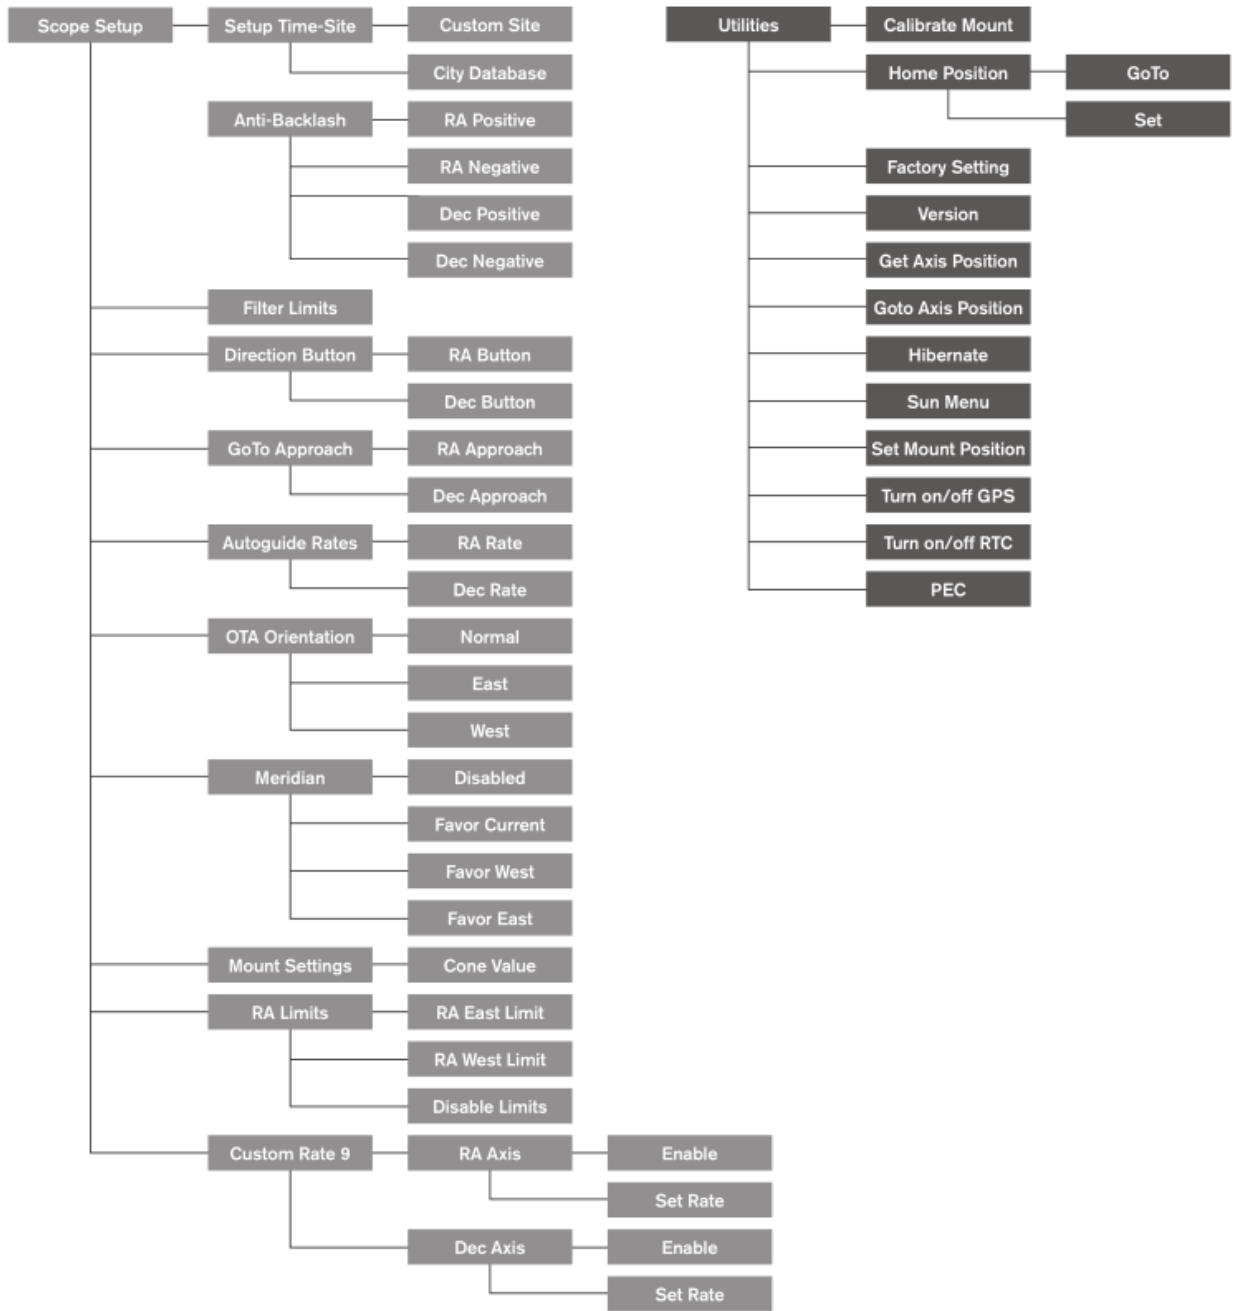 Scope Setup
Setup Time-Site
Custom Site
City Database
Anti-Backlash
RA Positive
RA Negative
Dec Positive
Dec Negative
Filter Limits
Direction Button
RA Button
Dec Button
GoTo Approach
RA Approach
Dec Approach
Autoguide Rates
RA Rate
Dec Rate
OTA Orientation
Normal
East
West
Meridian
Disabled
Favor Current
Favor West
Favor East
Mount Settings
Cone Value
RA Limits
RA East Limit
RA West Limit
Disable Limits
Custom Rate 9
RA Axis
Enable
Set Rate
Dec Axis
Enable
Set Rate
Utilities
Calibrate Mount
Home Position
GoTo
Set
Factory Setting
Version
Get Axis Position
Goto Axis Position
Hibernate
Sun Menu
Set Mount Position
Turn on/off GPS
Turn on/off RTC
PEC